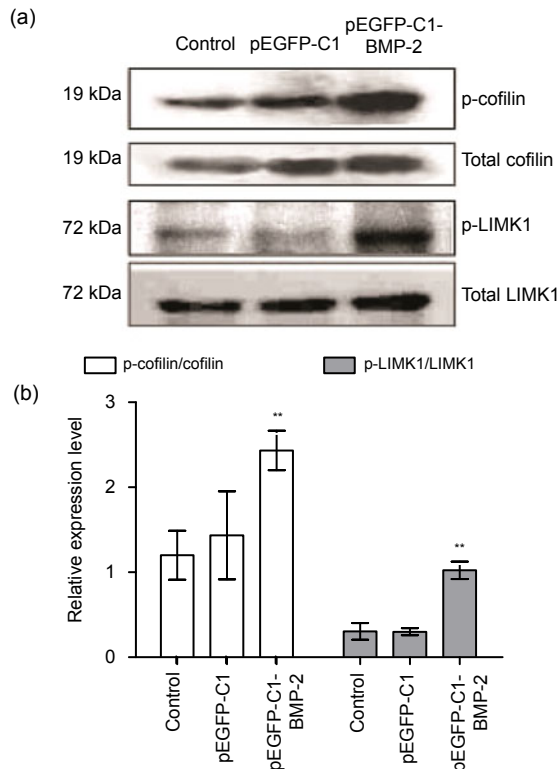 (a)
Control pEGFP-C1 pEGFP-C1-
BMP-2
19 kDa p-cofilin
19 kDa Total cofilin
72 kDa p-LIMK1
72 kDa Total LIMK1
p-cofilin/cofilin p-LIMK1/LIMK1
(b)
Relative expression level
3
2
1
0
**
**
Control
pEGFP-C1
pEGFP-C1-
BMP-2
Control
pEGFP-C1
pEGFP-C1-
BMP-2